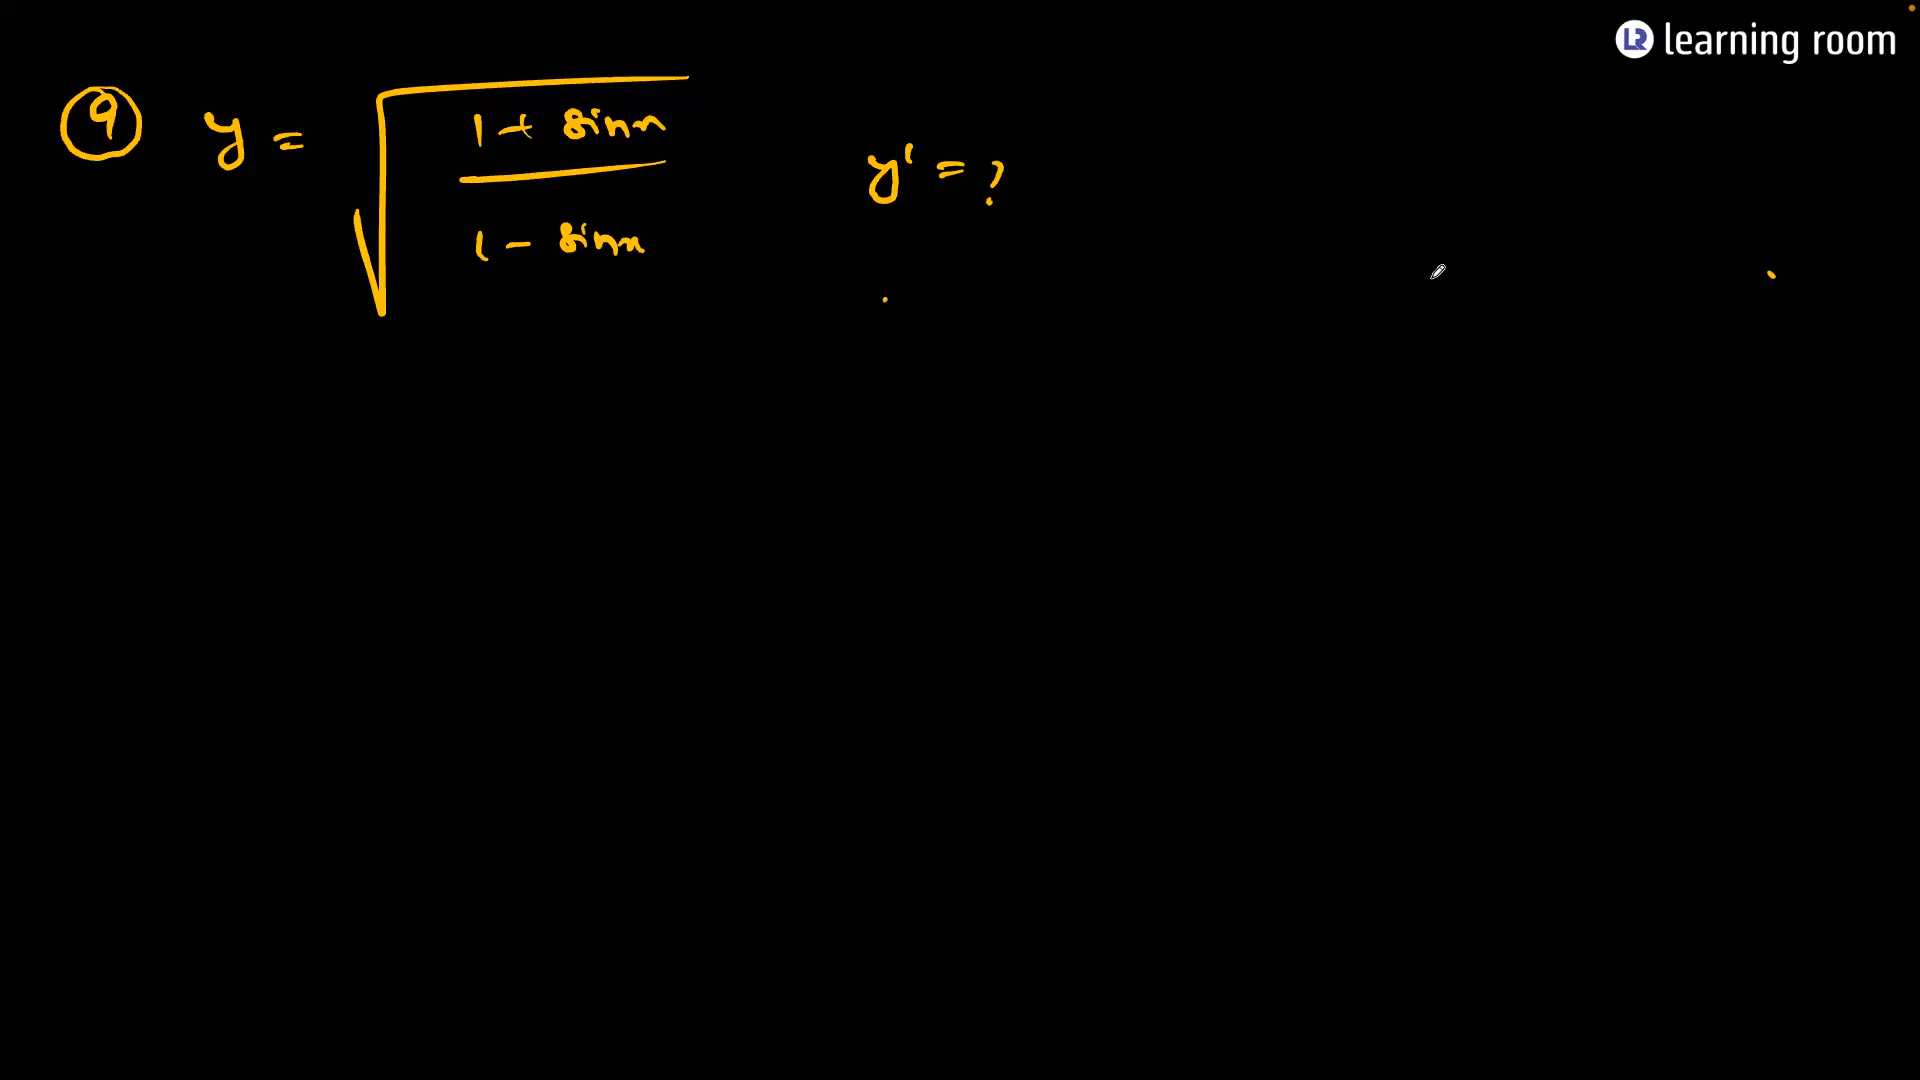 learning room
9 y = √((1 + sinx)/(1 - sinx)) y' = ?